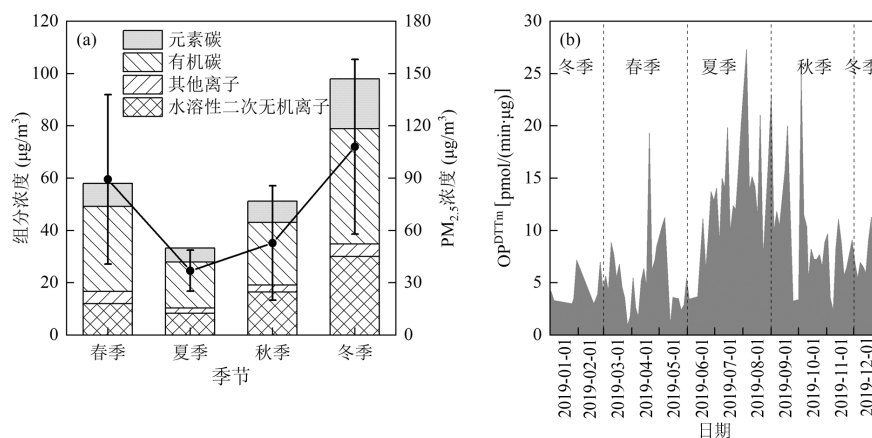 (a)
元素碳
有机碳
其他离子
水溶性二次无机离子
组分浓度 (μg/m³)
120
100
80
60
40
20
0
PM₂.₅浓度 (μg/m³)
180
150
120
90
60
30
0
春季 夏季 秋季 冬季
季节
(b)
冬季 春季 夏季 秋季 冬季
OP^DTTm [pmol/(min·μg)]
30
25
20
15
10
5
0
2019-01-01
2019-02-01
2019-03-01
2019-04-01
2019-05-01
2019-06-01
2019-07-01
2019-08-01
2019-09-01
2019-10-01
2019-11-01
2019-12-01
日期